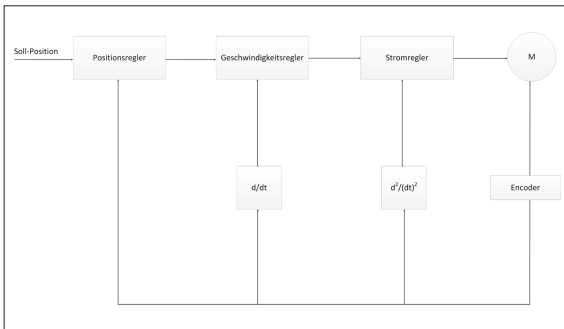 Soll-Position
Positionsregler
Geschwindigkeitsregler
Stromregler
M
d/dt
d²/(dt)²
Encoder